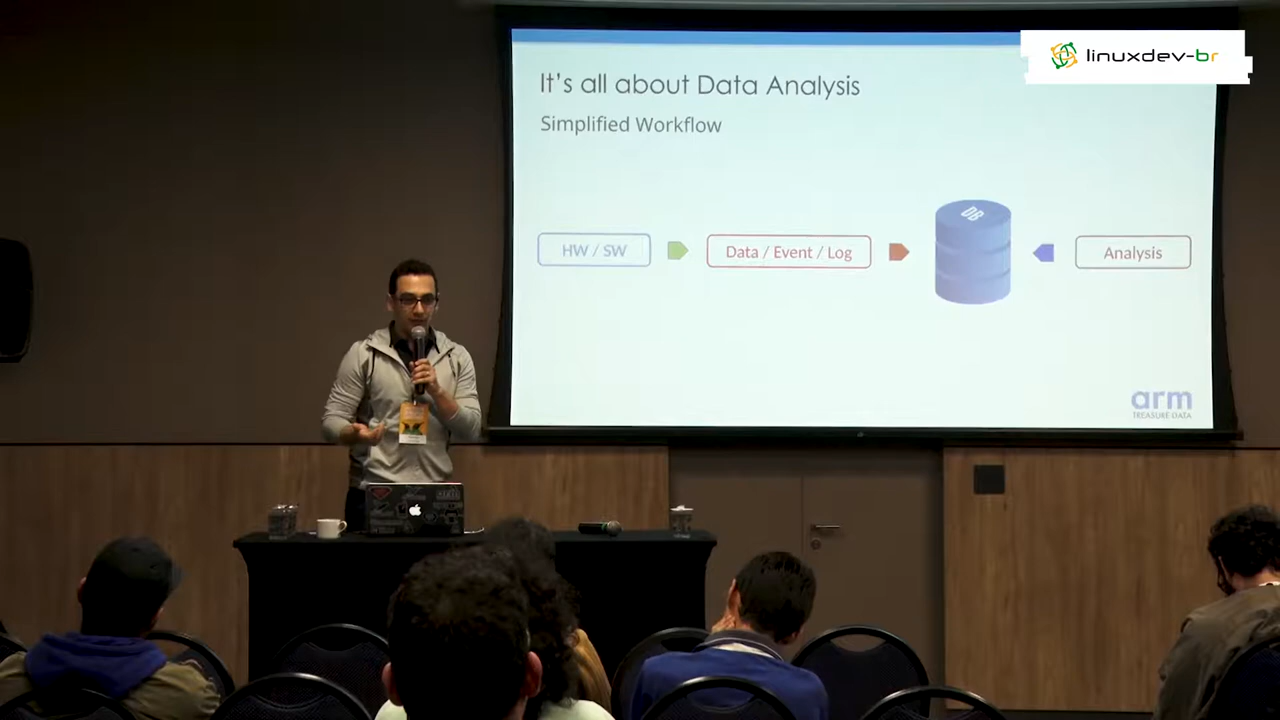 linuxdev-br
It's all about Data Analysis
Simplified Workflow
HW / SW
Data / Event / Log
DB
Analysis
arm
TREASURE DATA